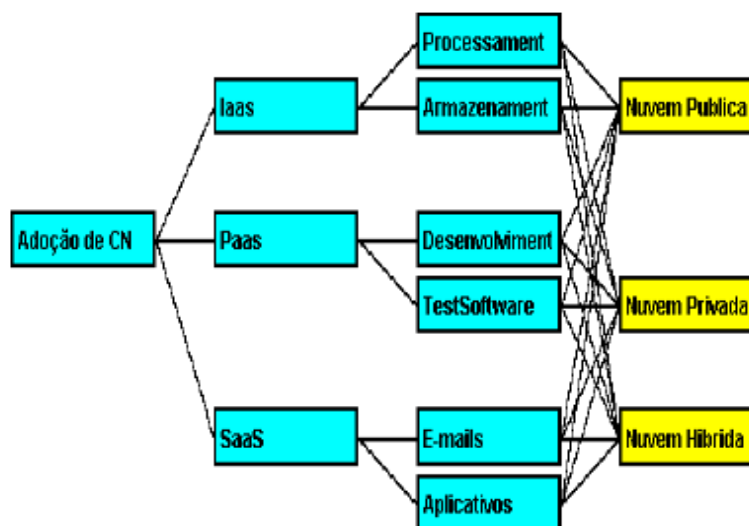 Processament
Iaas
Armazenament
Nuvem Publica
Adoção de CN
Paas
Desenvolviment
TestSoftware
Nuvem Privada
SaaS
E-mails
Nuvem Hibrida
Aplicativos